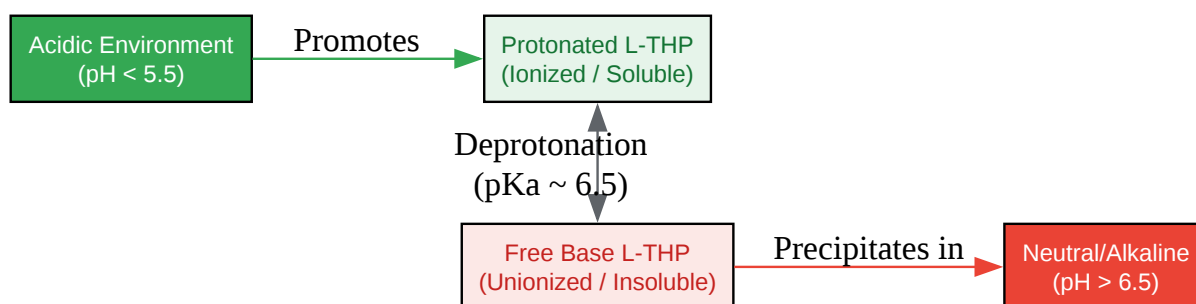 Acidic Environment
(pH < 5.5)
Promotes
Protonated L-THP
(Ionized / Soluble)
Deprotonation
(pKa ~ 6.5)
Free Base L-THP
(Unionized / Insoluble)
Precipitates in
Neutral/Alkaline
(pH > 6.5)